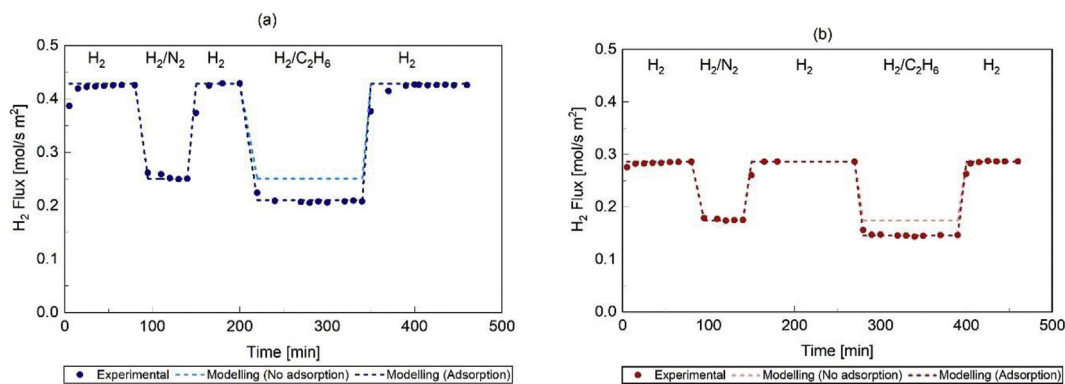 (a)
H₂ H₂/N₂ H₂ H₂/C₂H₆ H₂
0.5
0.4
0.3
0.2
0.1
0.0
H₂ Flux [mol/s m²]
0 100 200 300 400 500
Time [min]
Experimental Modelling (No adsorption) Modelling (Adsorption)
(b)
H₂ H₂/N₂ H₂ H₂/C₂H₆ H₂
0.5
0.4
0.3
0.2
0.1
0.0
H₂ Flux [mol/s m²]
0 100 200 300 400 500
Time [min]
Experimental Modelling (No adsorption) Modelling (Adsorption)